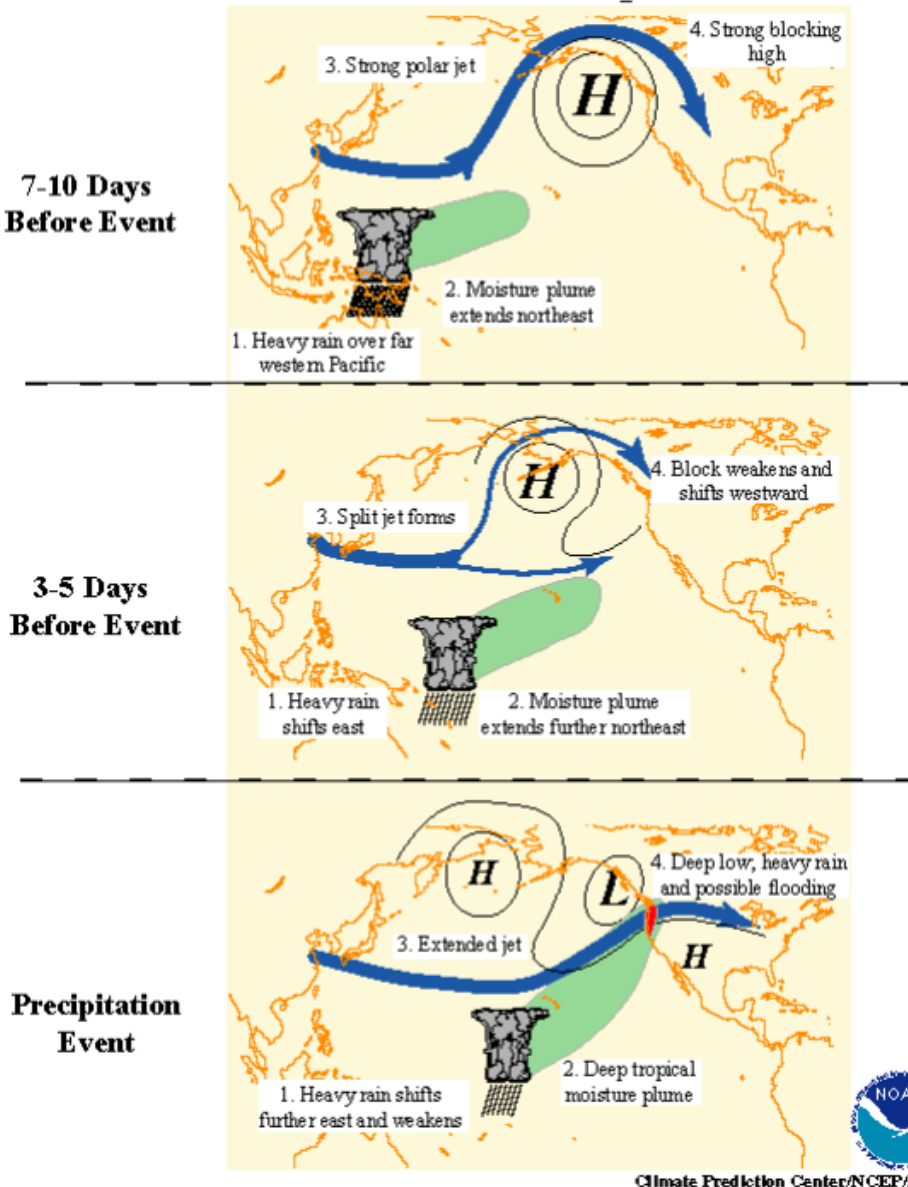 3. Strong polar jet
4. Strong blocking
high
H
7-10 Days
Before Event
2. Moisture plume
extends northeast
1. Heavy rain over far
western Pacific
H
4. Block weakens and
shifts westward
3. Split jet forms
3-5 Days
Before Event
1. Heavy rain
shifts east
2. Moisture plume
extends further northeast
H
L
4. Deep low, heavy rain
and possible flooding
3. Extended jet
H
Precipitation
Event
2. Deep tropical
moisture plume
1. Heavy rain shifts
further east and weakens
NOA
Climate Prediction Center/NCEP/